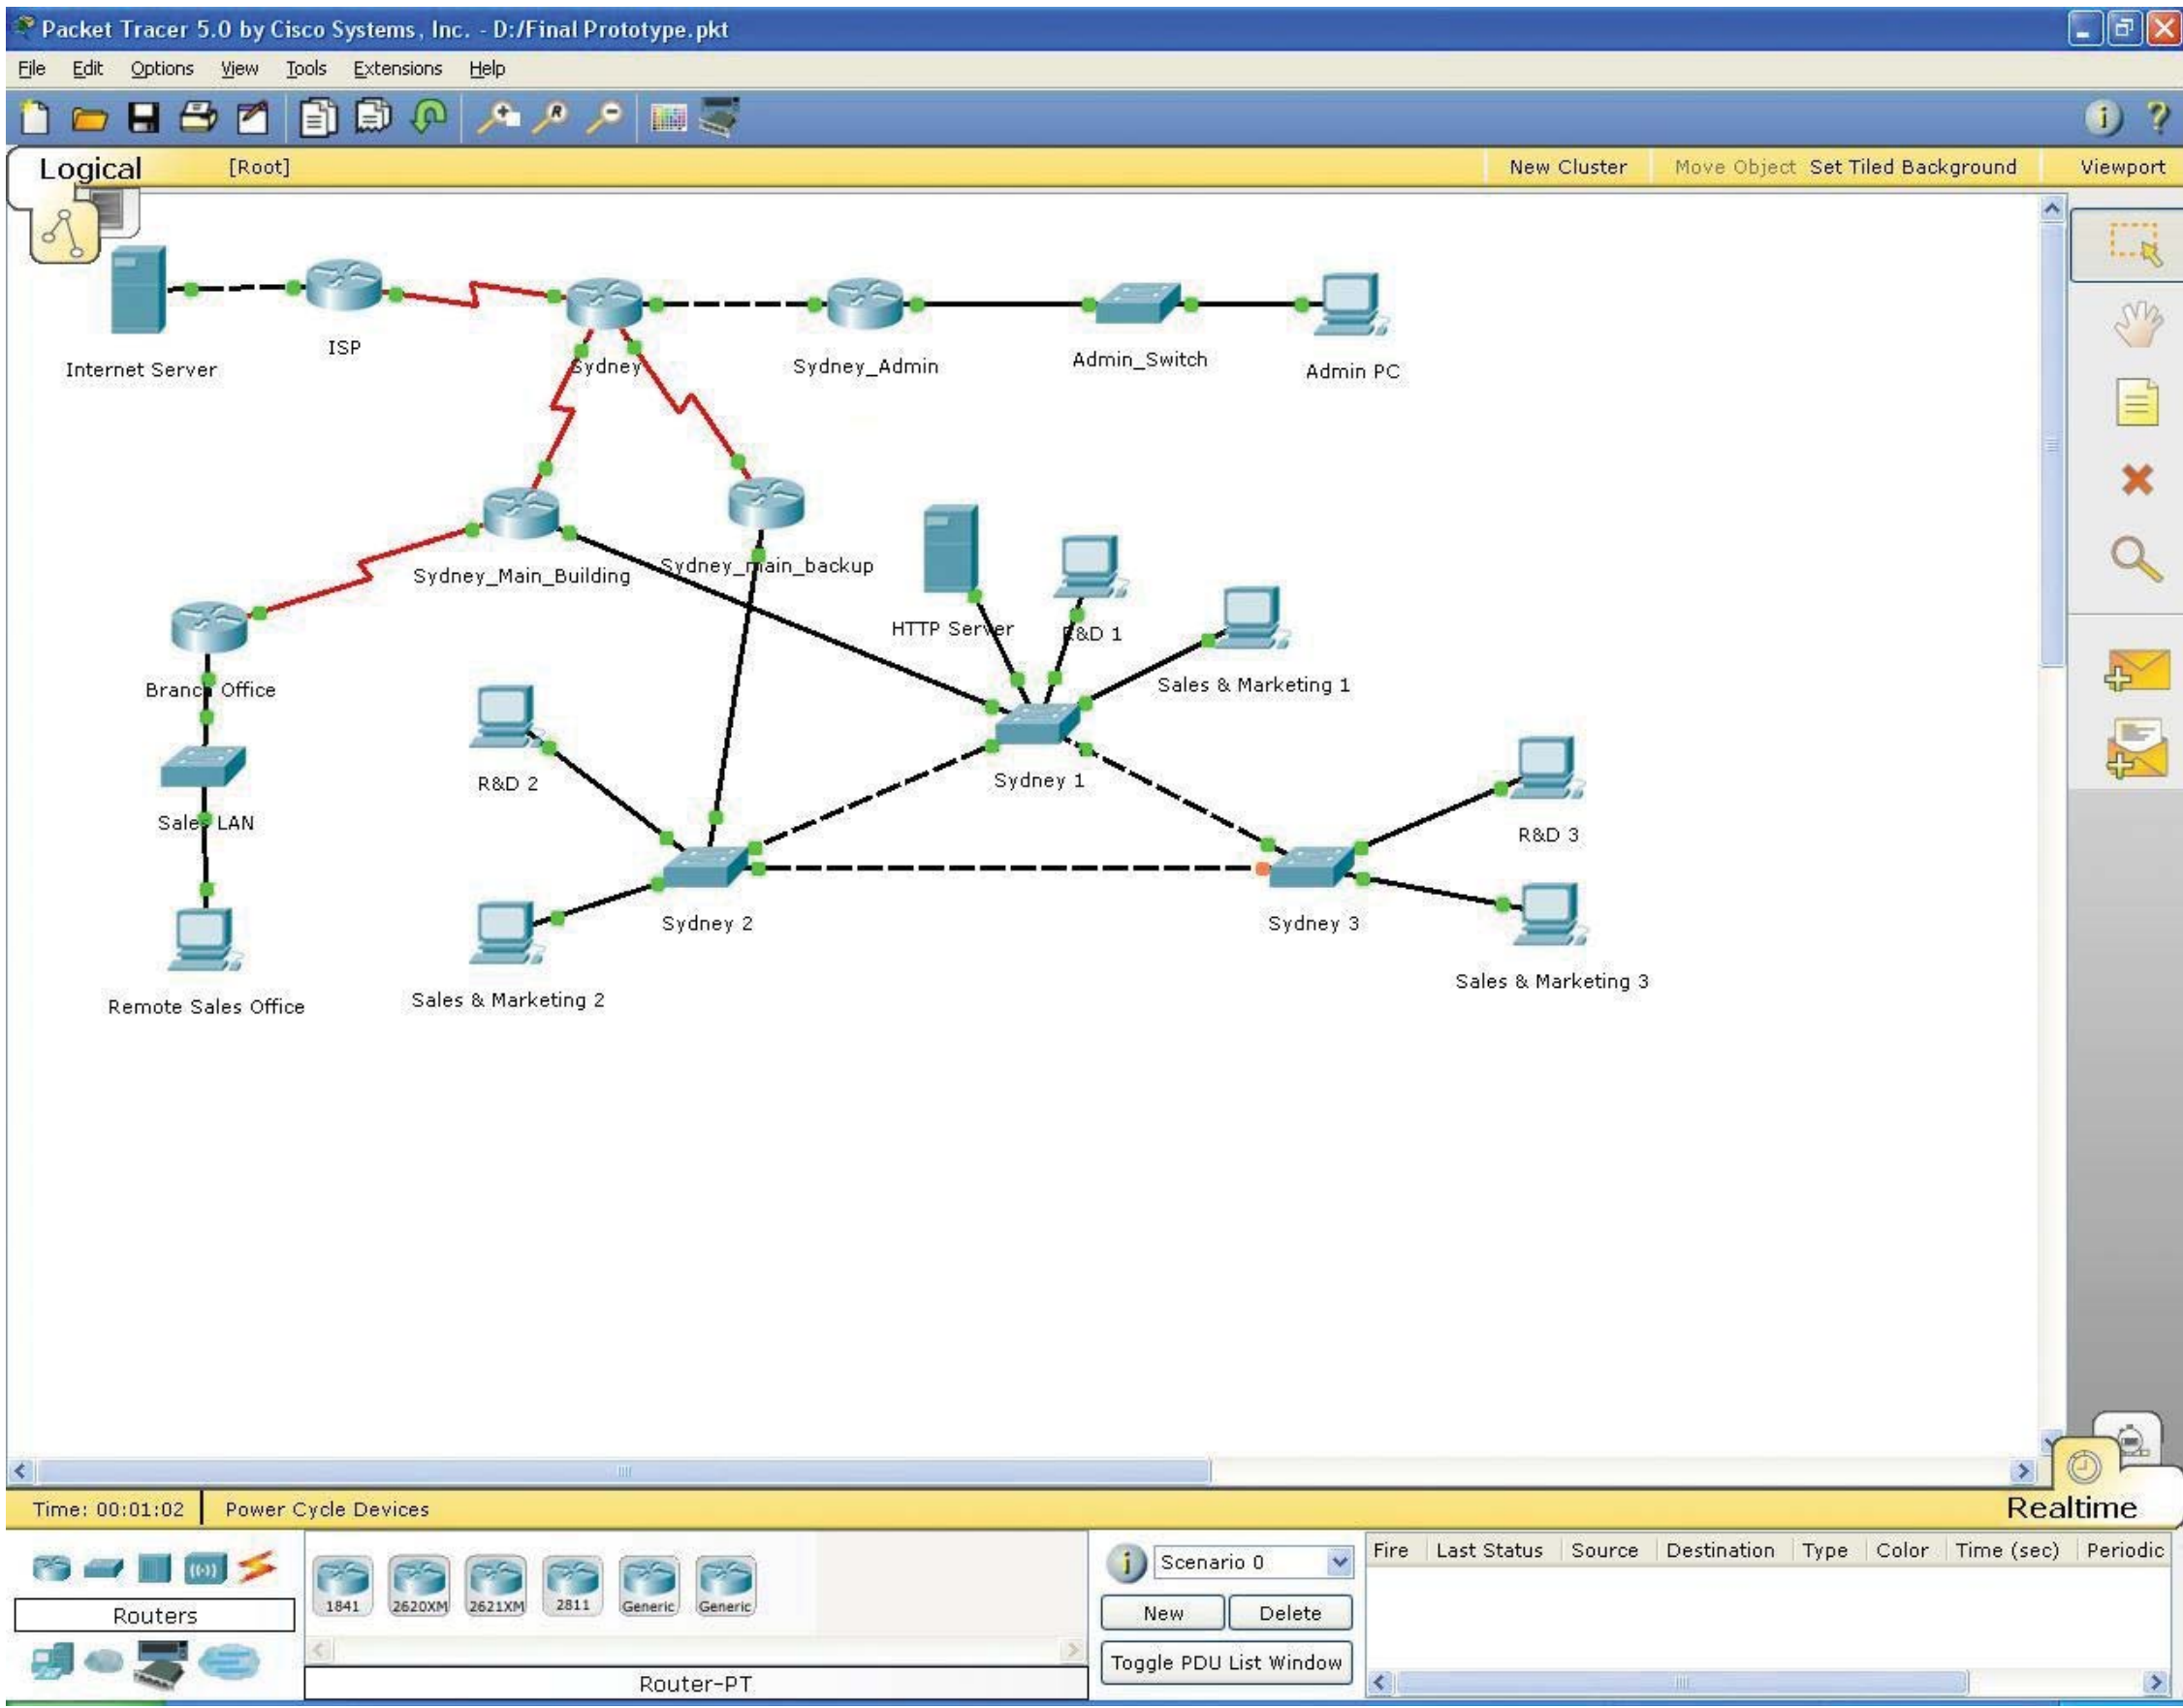 Packet Tracer 5.0 by Cisco Systems, Inc. - D:/Final Prototype.pkt
File Edit Options View Tools Extensions Help
Logical [Root] New Cluster Move Object Set Tiled Background Viewport
Internet Server
ISP
Sydney
Sydney_Admin
Admin_Switch
Admin PC
Sydney_Main_Building
Sydney_main_backup
HTTP Server
R&D 1
Sales & Marketing 1
Branch Office
R&D 2
Sydney 1
Sales LAN
R&D 3
Sydney 2
Sydney 3
Remote Sales Office
Sales & Marketing 2
Sales & Marketing 3
Time: 00:01:02 Power Cycle Devices Realtime
Routers
1841 2620XM 2621XM 2811 Generic Generic
Router-PT
Scenario 0
New Delete
Toggle PDU List Window
Fire Last Status Source Destination Type Color Time (sec) Periodic